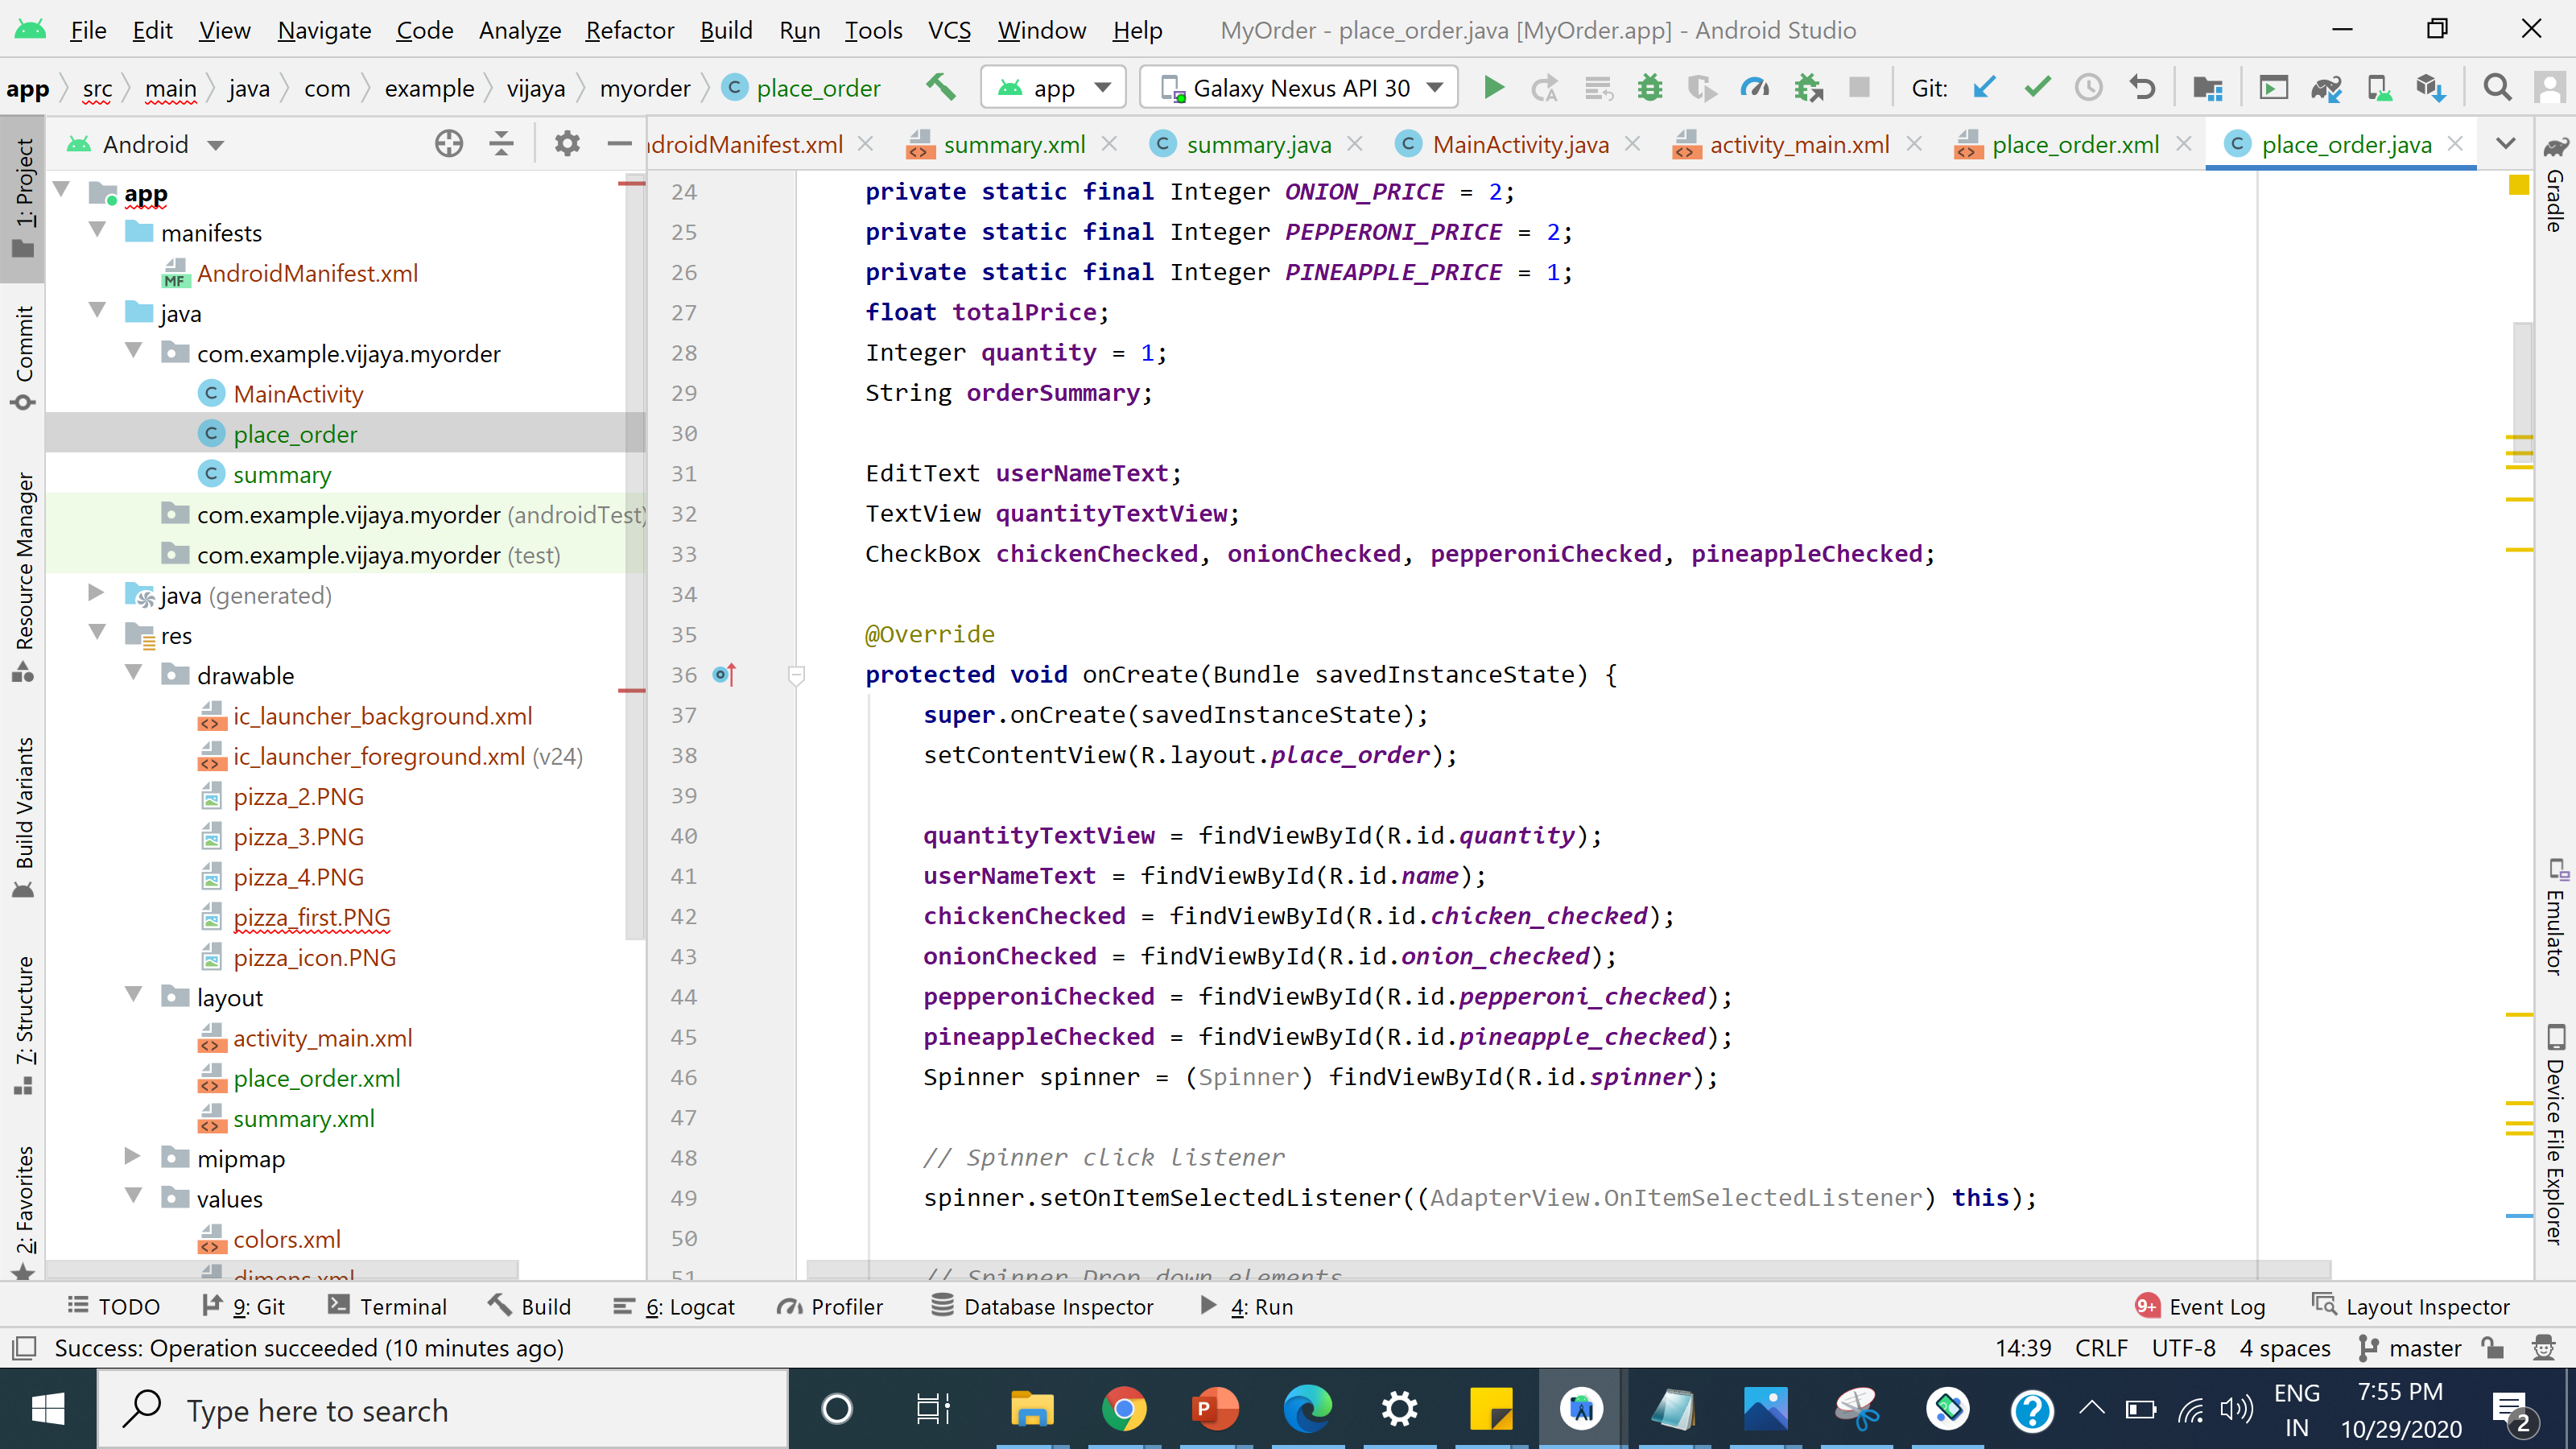 File Edit View Navigate Code Analyze Refactor Build Run Tools VCS Window Help MyOrder - place_order.java [MyOrder.app] - Android Studio
app src main java com example vijaya myorder place_order app Galaxy Nexus API 30 Git:
Android
ndroidManifest.xml summary.xml summary.java MainActivity.java activity_main.xml place_order.xml place_order.java
1: Project
Commit
Resource Manager
Build Variants
7: Structure
2: Favorites
app
manifests
AndroidManifest.xml
java
com.example.vijaya.myorder
MainActivity
place_order
summary
com.example.vijaya.myorder (androidTest)
com.example.vijaya.myorder (test)
java (generated)
res
drawable
ic_launcher_background.xml
ic_launcher_foreground.xml (v24)
pizza_2.PNG
pizza_3.PNG
pizza_4.PNG
pizza_first.PNG
pizza_icon.PNG
layout
activity_main.xml
place_order.xml
summary.xml
mipmap
values
colors.xml
dimens.xml
24 private static final Integer ONION_PRICE = 2;
25 private static final Integer PEPPERONI_PRICE = 2;
26 private static final Integer PINEAPPLE_PRICE = 1;
27 float totalPrice;
28 Integer quantity = 1;
29 String orderSummary;
30
31 EditText userNameText;
32 TextView quantityTextView;
33 CheckBox chickenChecked, onionChecked, pepperoniChecked, pineappleChecked;
34
35 @Override
36 protected void onCreate(Bundle savedInstanceState) {
37 super.onCreate(savedInstanceState);
38 setContentView(R.layout.place_order);
39
40 quantityTextView = findViewById(R.id.quantity);
41 userNameText = findViewById(R.id.name);
42 chickenChecked = findViewById(R.id.chicken_checked);
43 onionChecked = findViewById(R.id.onion_checked);
44 pepperoniChecked = findViewById(R.id.pepperoni_checked);
45 pineappleChecked = findViewById(R.id.pineapple_checked);
46 Spinner spinner = (Spinner) findViewById(R.id.spinner);
47
48 // Spinner click listener
49 spinner.setOnItemSelectedListener((AdapterView.OnItemSelectedListener) this);
50
51 // Spinner Drop down elements
Gradle
Emulator
Device File Explorer
TODO 9: Git Terminal Build 6: Logcat Profiler Database Inspector 4: Run 9+ Event Log Layout Inspector
Success: Operation succeeded (10 minutes ago) 14:39 CRLF UTF-8 4 spaces master
Type here to search
ENG
IN
7:55 PM
10/29/2020
2